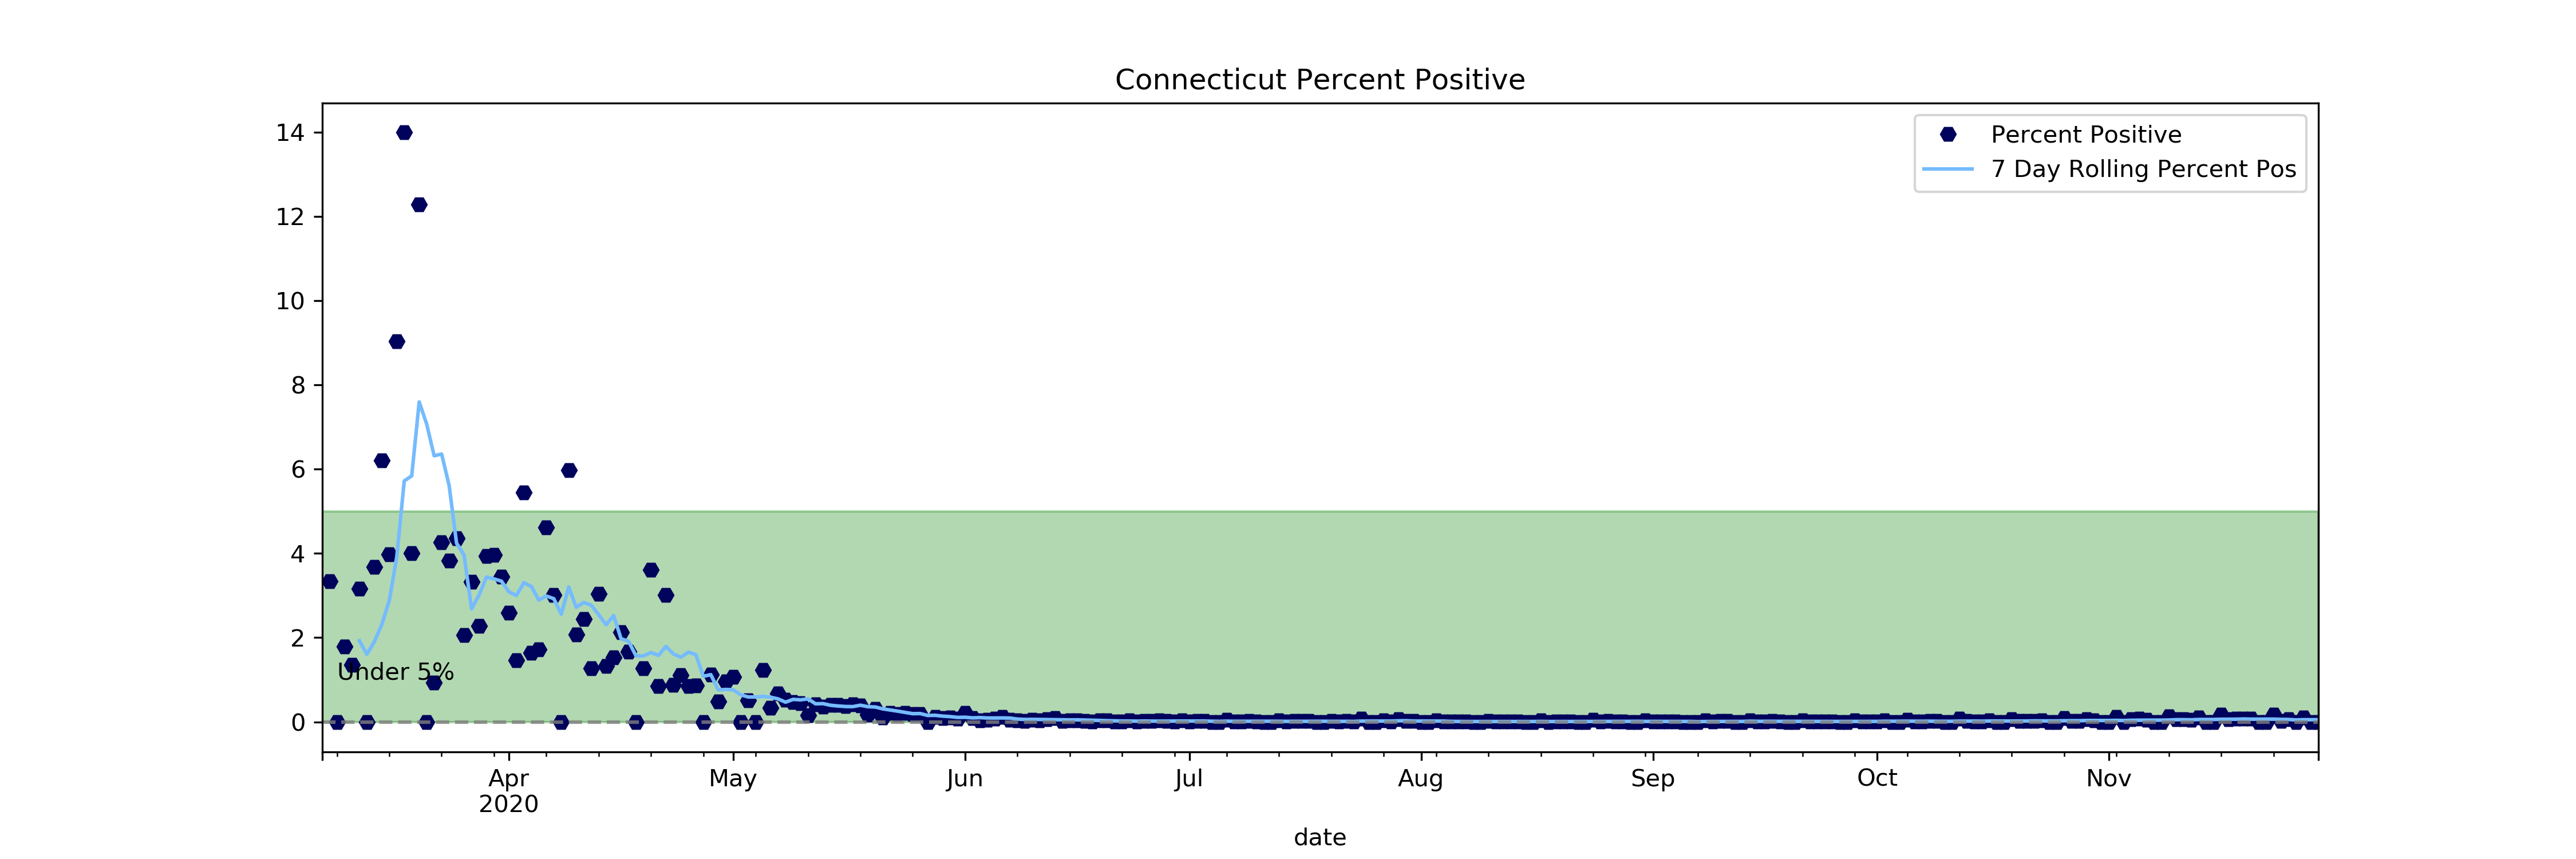 Connecticut Percent Positive
Percent Positive
7 Day Rolling Percent Pos
14
12
10
8
6
4
2
0
Under 5%
Apr
2020
May
Jun
Jul
Aug
Sep
Oct
Nov
date